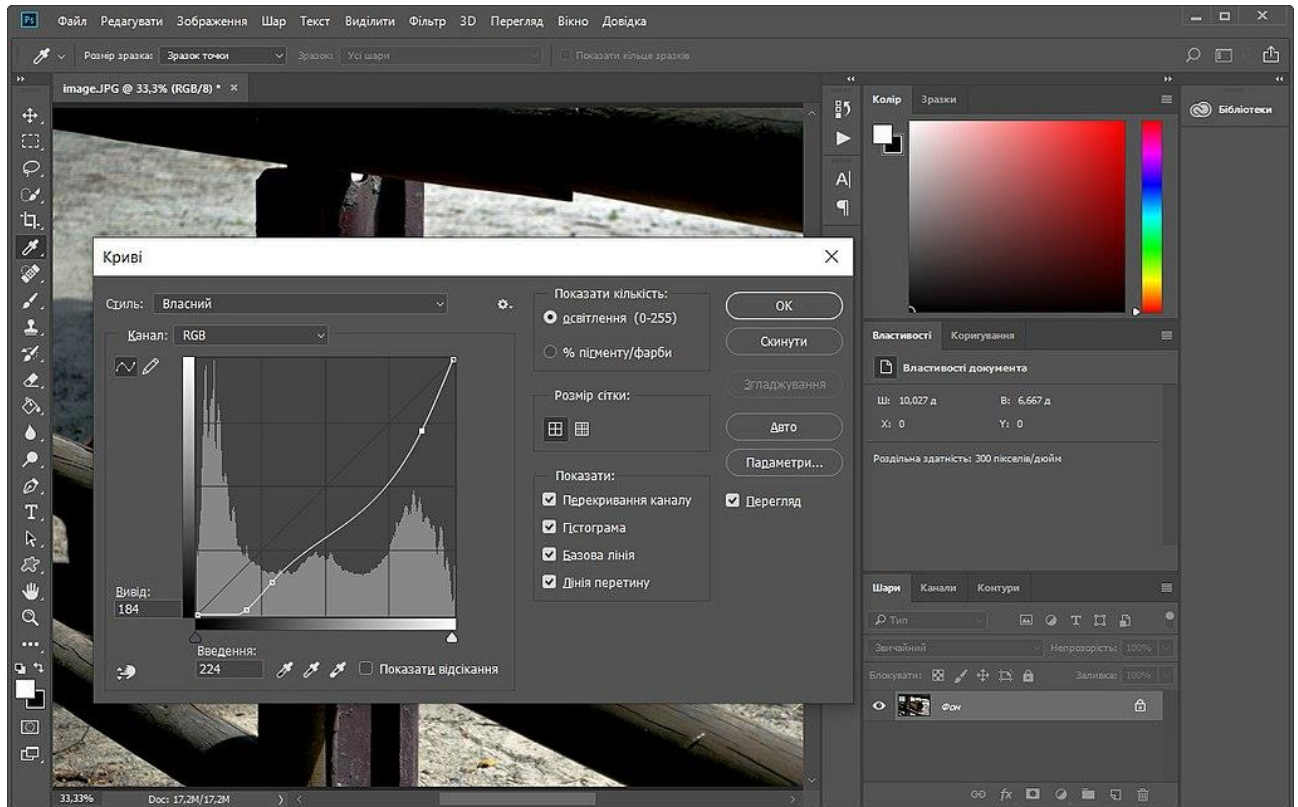 Ps Файл Редагувати Зображення Шар Текст Виділити Фільтр 3D Перегляд Вікно Довідка
Розмір зразка: Зразок точки Зразок: Усі шари Показати кільце зразків
image.JPG @ 33,3% (RGB/8) * ×
Колір Зразки
Бібліотеки
Криві
Стиль: Власний
Канал: RGB
Вивід:
184
Введення:
224
Показати відсікання
Показати кількість:
освітлення (0-255)
% пігменту/фарби
Розмір сітки:
Показати:
Перекривання каналу
Гістограма
Базова лінія
Лінія перетину
OK
Скинути
Згладжування
Авто
Параметри...
Перегляд
Властивості Коригування
Властивості документа
Ш: 10,027 д В: 6,667 д
X: 0 Y: 0
Роздільна здатність: 300 пікселів/дюйм
Шари Канали Контури
Тип
Звичайний Непрозорість: 100%
Блокувати: Заливка: 100%
Фон
fx
33,33% Doc: 17,2M/17,2M